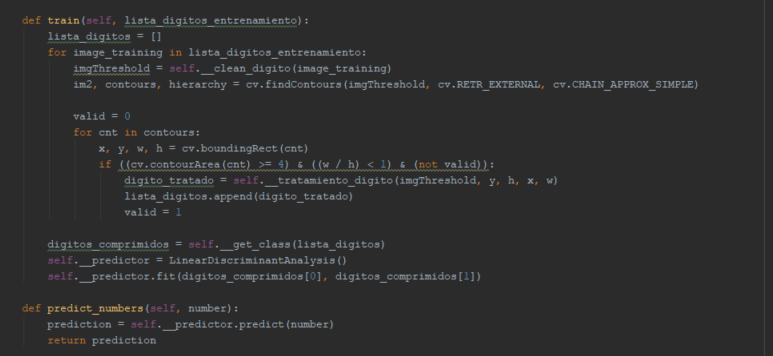 def train(self, lista_digitos_entrenamiento):
    lista_digitos = []
    for image_training in lista_digitos_entrenamiento:
        imgThreshold = self.__clean_digito(image_training)
        im2, contours, hierarchy = cv.findContours(imgThreshold, cv.RETR_EXTERNAL, cv.CHAIN_APPROX_SIMPLE)

        valid = 0
        for cnt in contours:
            x, y, w, h = cv.boundingRect(cnt)
            if ((cv.contourArea(cnt) >= 4) & ((w / h) < 1) & (not valid)):
                digito_tratado = self.__tratamiento_digito(imgThreshold, y, h, x, w)
                lista_digitos.append(digito_tratado)
                valid = 1

    digitos_comprimidos = self.__get_class(lista_digitos)
    self.__predictor = LinearDiscriminantAnalysis()
    self.__predictor.fit(digitos_comprimidos[0], digitos_comprimidos[1])

def predict_numbers(self, number):
    prediction = self.__predictor.predict(number)
    return prediction